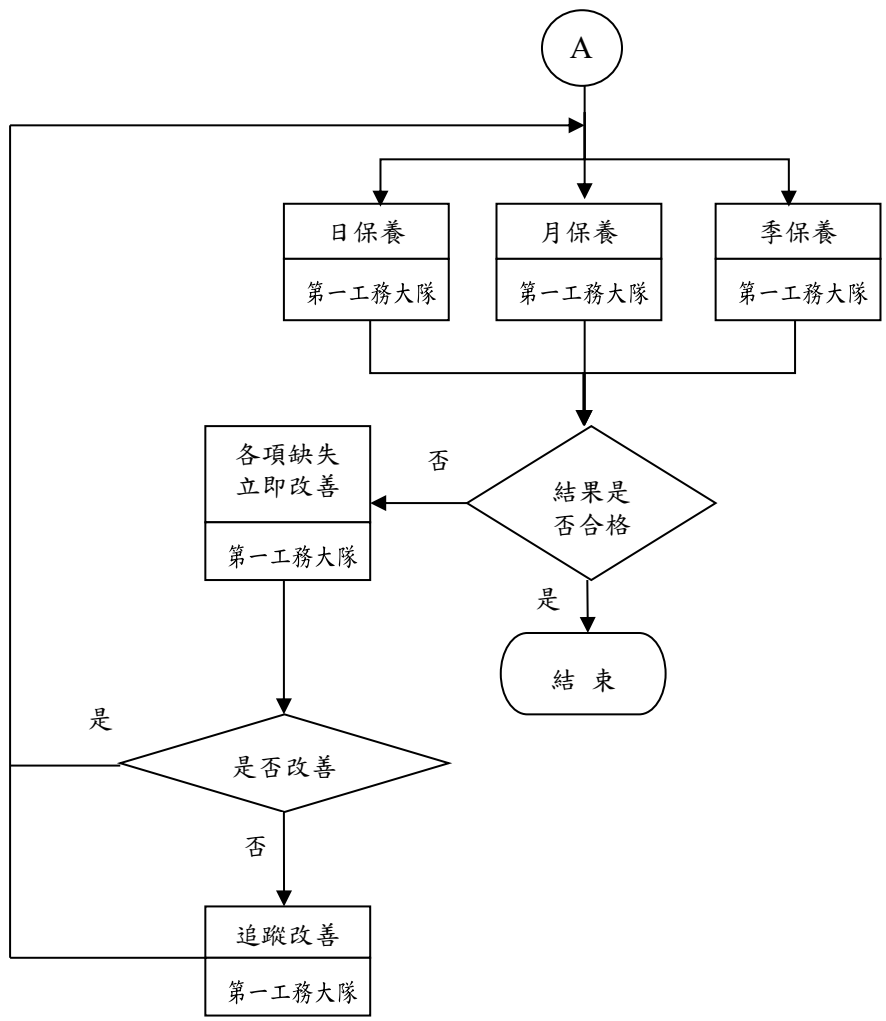 A
日保養
月保養
季保養
第一工務大隊
第一工務大隊
第一工務大隊
各項缺失
立即改善
否
結果是
否合格
第一工務大隊
是
結 束
是
是否改善
否
追蹤改善
第一工務大隊